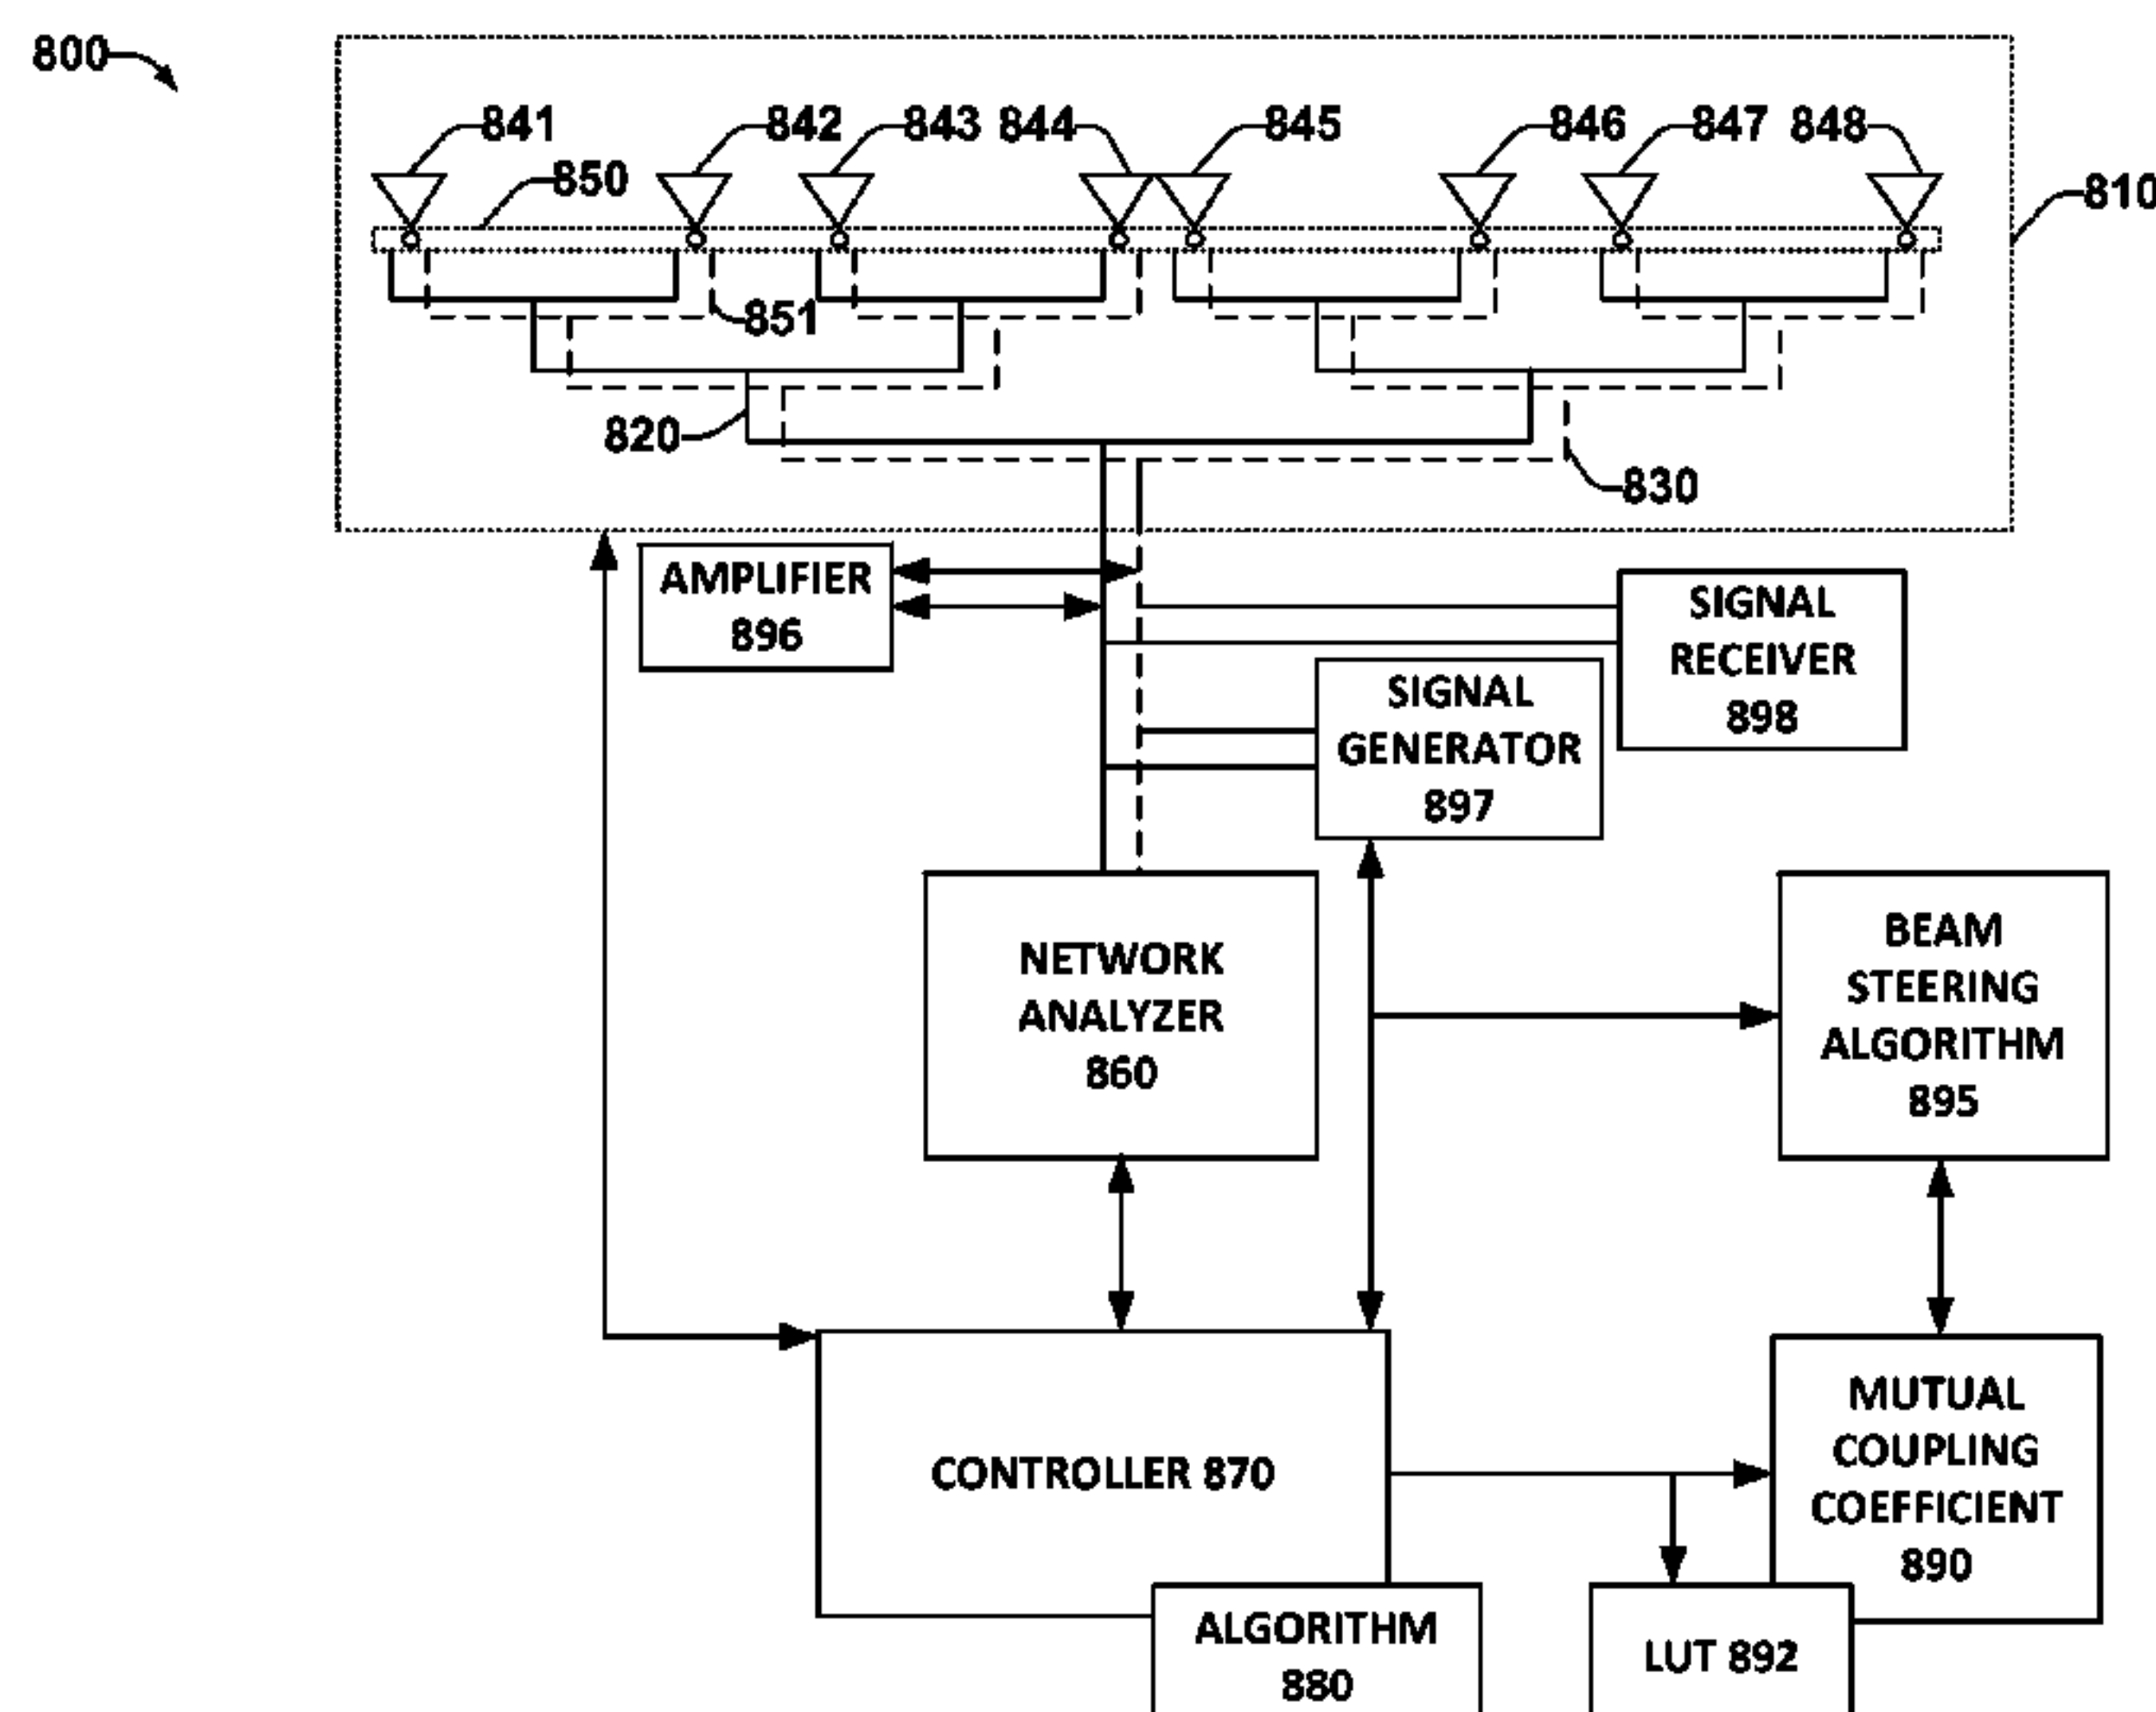 800
841
842
843
844
845
846
847
848
850
810
851
820
830
AMPLIFIER
896
SIGNAL
RECEIVER
898
SIGNAL
GENERATOR
897
NETWORK
ANALYZER
860
BEAM
STEERING
ALGORITHM
895
CONTROLLER 870
MUTUAL
COUPLING
COEFFICIENT
890
ALGORITHM
880
LUT 892